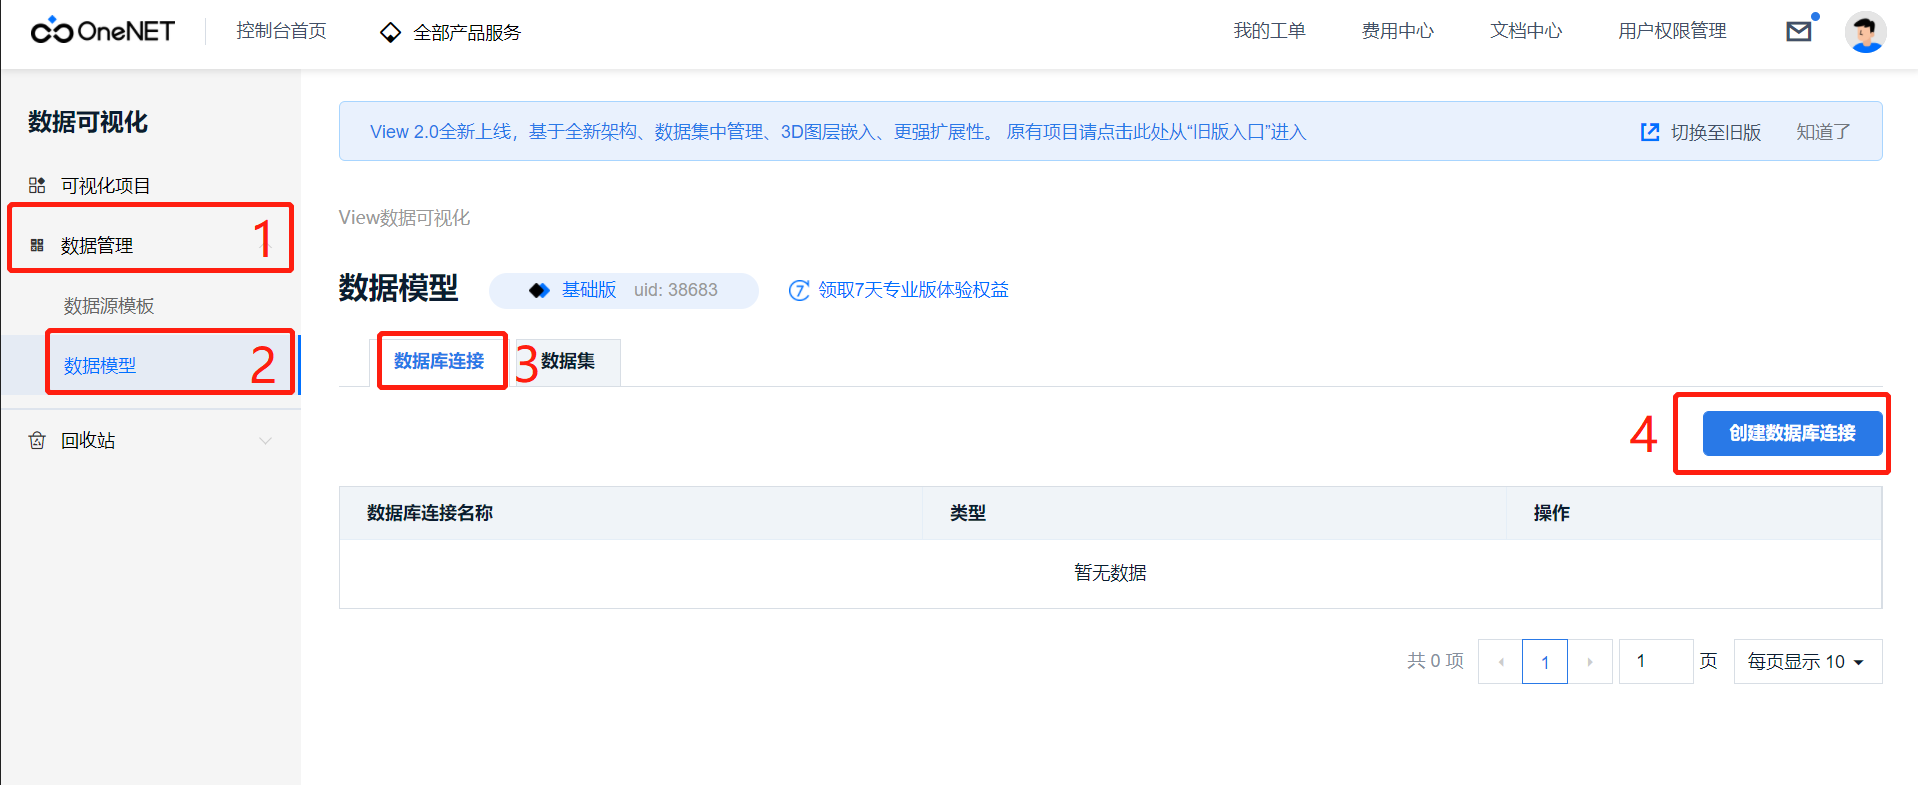 OneNET 控制台首页 全部产品服务 我的工单 费用中心 文档中心 用户权限管理
数据可视化
可视化项目
数据管理 1
数据源模板
数据模型 2
回收站
View 2.0全新上线，基于全新架构、数据集中管理、3D图层嵌入、更强扩展性。 原有项目请点击此处从“旧版入口”进入 切换至旧版 知道了
View数据可视化
数据模型 基础版 uid: 38683 7 领取7天专业版体验权益
数据库连接 3 数据集
4 创建数据库连接
数据库连接名称 类型 操作
暂无数据
共 0 项 1 1 页 每页显示 10